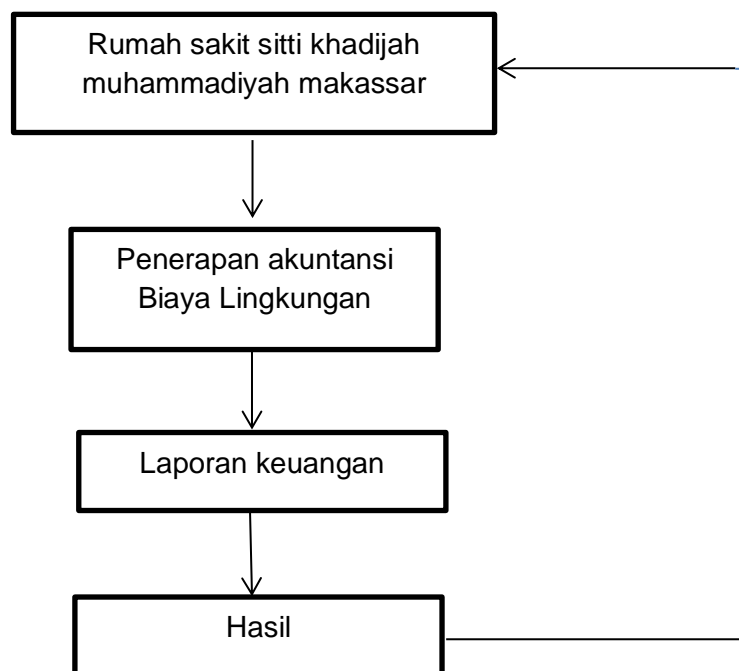 Rumah sakit sitti khadijah
muhammadiyah makassar
Penerapan akuntansi
Biaya Lingkungan
Laporan keuangan
Hasil